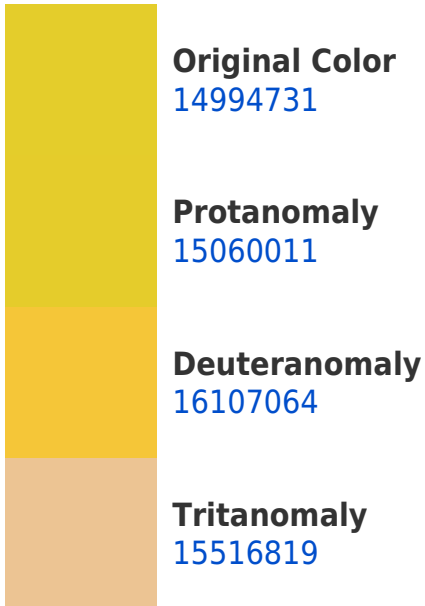 Original Color
14994731
Protanomaly
15060011
Deuteranomaly
16107064
Tritanomaly
15516819